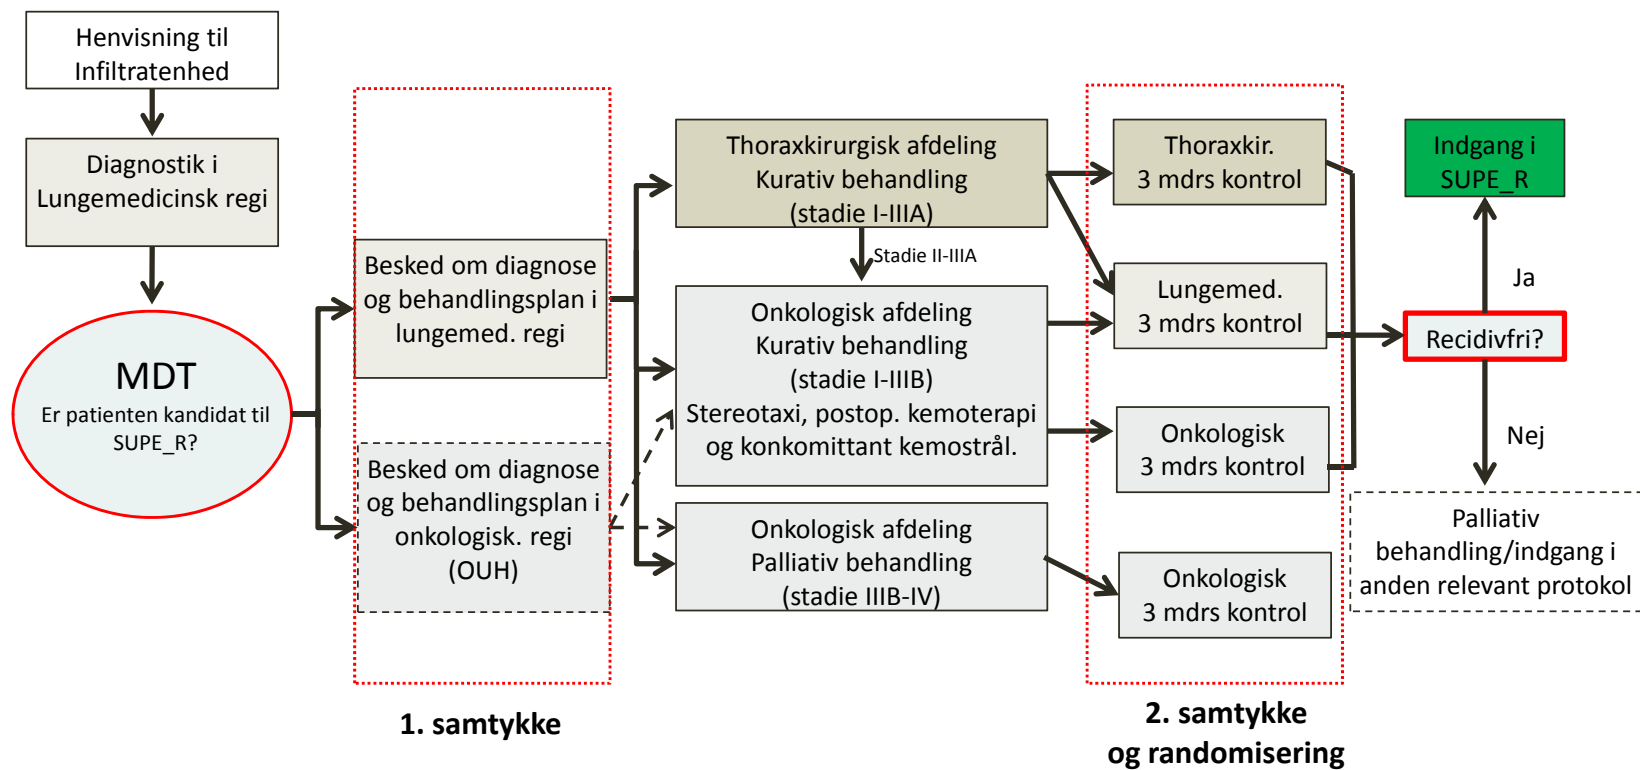 Henvisning til
Infiltratenhed
Diagnostik i
Lungemedicinsk regi
MDT
Er patienten kandidat til
SUPE_R?
Besked om diagnose
og behandlingsplan i
lungemed. regi
Besked om diagnose
og behandlingsplan i
onkologisk. regi
(OUH)
1. samtykke
Thoraxkirurgisk afdeling
Kurativ behandling
(stadie I-IIIA)
Stadie II-IIIA
Onkologisk afdeling
Kurativ behandling
(stadie I-IIIB)
Stereotaxi, postop. kemoterapi
og konkomittant kemostrål.
Onkologisk afdeling
Palliativ behandling
(stadie IIIB-IV)
Thoraxkir.
3 mdrs kontrol
Lungemed.
3 mdrs kontrol
Onkologisk
3 mdrs kontrol
Onkologisk
3 mdrs kontrol
2. samtykke
og randomisering
Indgang i
SUPE_R
Ja
Recidivfri?
Nej
Palliativ
behandling/indgang i
anden relevant protokol